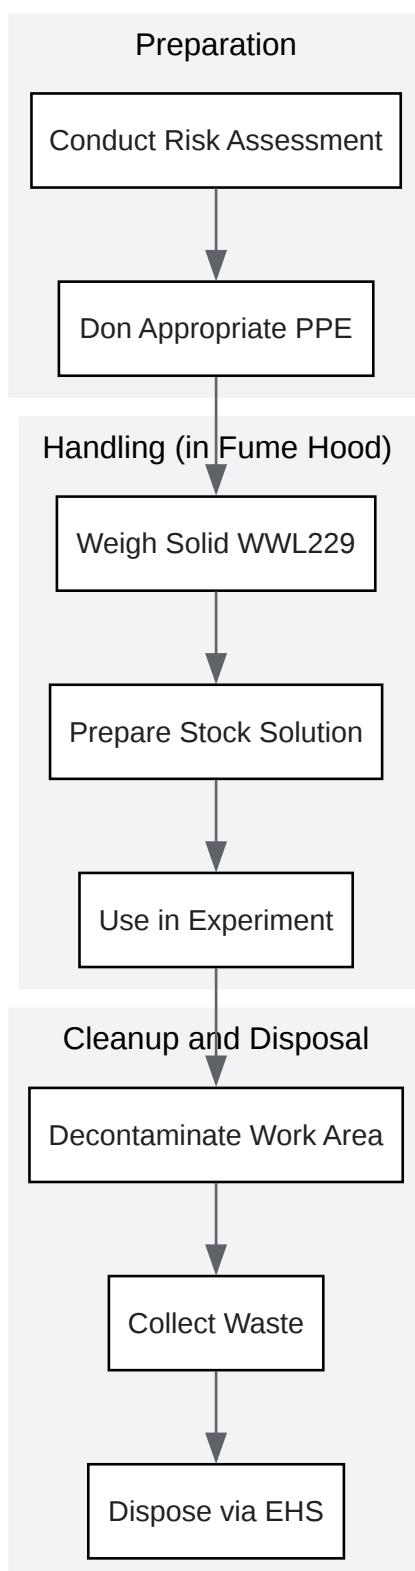 Preparation
Conduct Risk Assessment
Don Appropriate PPE
Handling (in Fume Hood)
Weigh Solid WWL229
Prepare Stock Solution
Use in Experiment
Cleanup and Disposal
Decontaminate Work Area
Collect Waste
Dispose via EHS